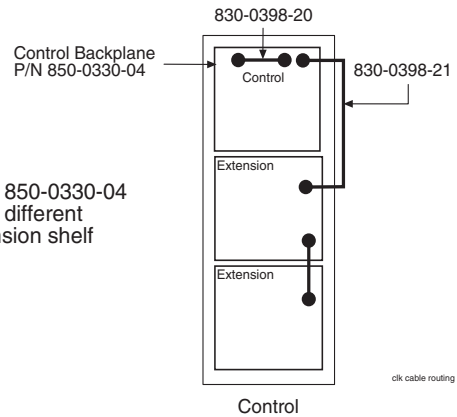 830-0398-20
Control Backplane
P/N 850-0330-04
Control
830-0398-21
Extension
850-0330-04
different
sion shelf
Extension
clk cable routing
Control